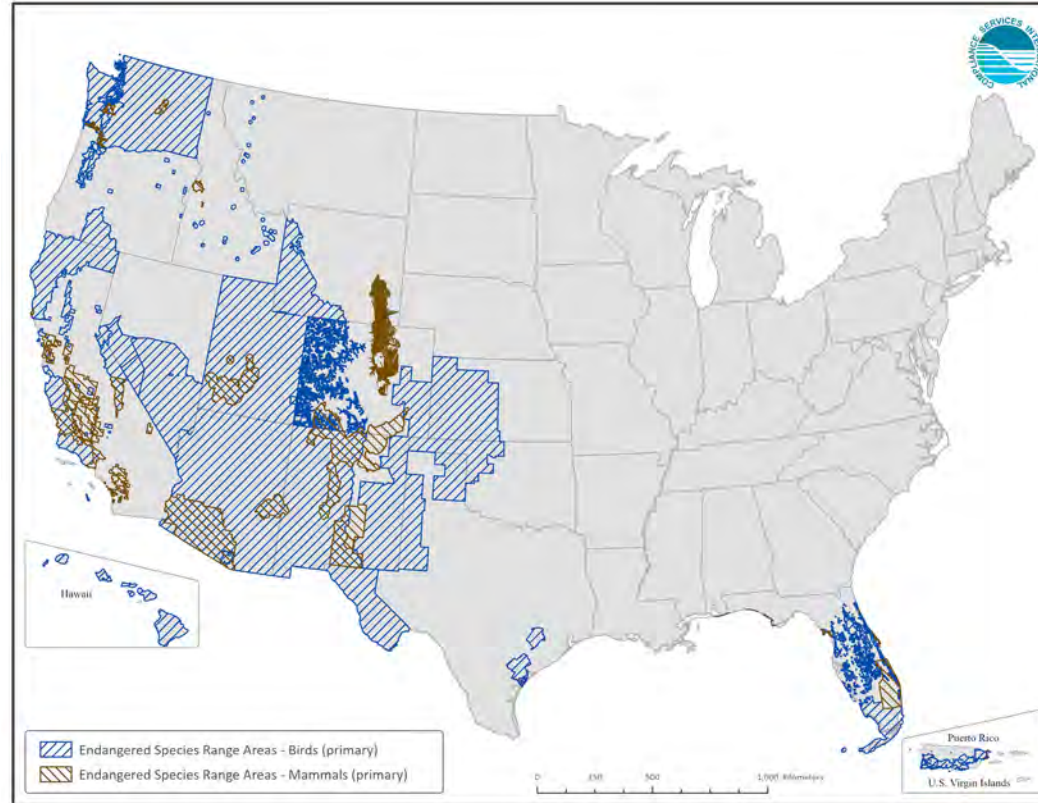 COMPLIANCE SERVICES INTERNATIONAL
Hawaii
Endangered Species Range Areas - Birds (primary)
Endangered Species Range Areas - Mammals (primary)
0 250 500 1,000 Kilometers
Puerto Rico
U.S. Virgin Islands